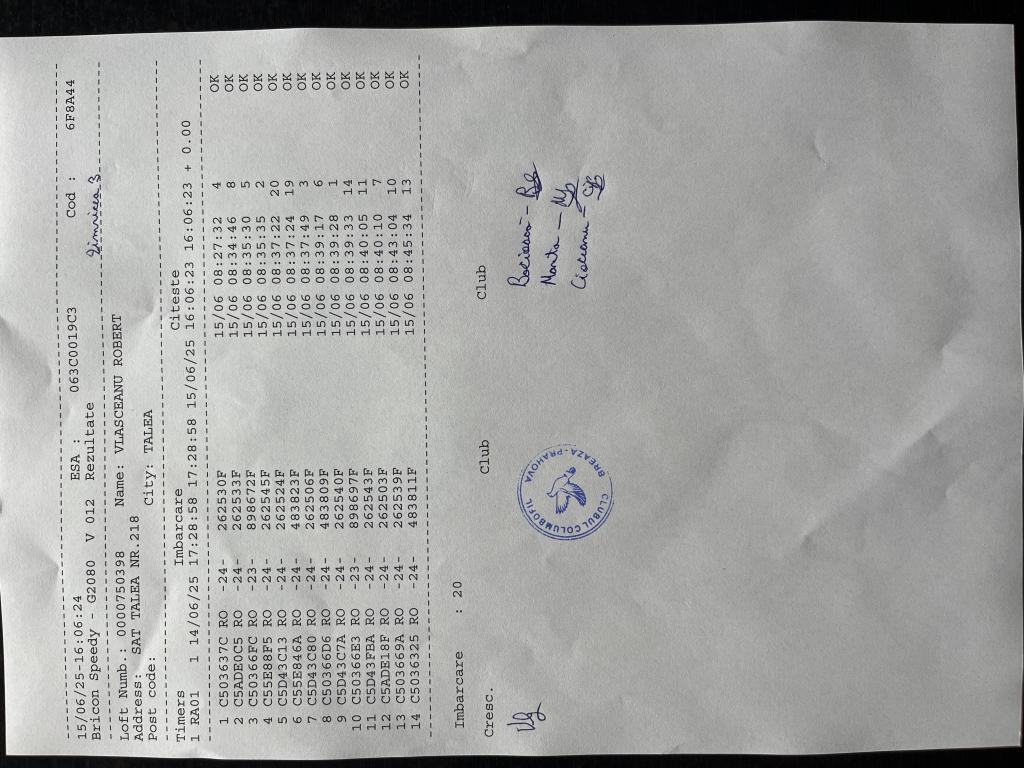 15/06/25-16:06:24 ESA : 063C0019C3 Cod : 6F8A44
Bricon Speedy - G2080 V 012 Rezultate Zimnicea 3
Loft Numb.: 0000750398 Name: VLASCEANU ROBERT
Address: SAT TALEA NR.218
Post code: City: TALEA
Timers Imbarcare Citeste
1 RA01 1 14/06/25 17:28:58 17:28:58 15/06/25 16:06:23 16:06:23 + 0.00
1 C503637C RO -24- 262530F 15/06 08:27:32 4 OK
2 C5ADE0C5 RO -24- 262533F 15/06 08:34:46 8 OK
3 C50366FC RO -23- 898672F 15/06 08:35:30 5 OK
4 C55E88F5 RO -24- 262545F 15/06 08:35:35 2 OK
5 C5D43C13 RO -24- 262524F 15/06 08:37:22 20 OK
6 C55E846A RO -24- 483823F 15/06 08:37:24 19 OK
7 C5D43C80 RO -24- 262506F 15/06 08:37:49 3 OK
8 C50366D6 RO -24- 483809F 15/06 08:39:17 6 OK
9 C5D43C7A RO -24- 262540F 15/06 08:39:28 1 OK
10 C50366E3 RO -23- 898697F 15/06 08:39:33 14 OK
11 C5D43FBA RO -24- 262543F 15/06 08:40:05 11 OK
12 C5ADE18F RO -24- 262503F 15/06 08:40:10 7 OK
13 C503669A RO -24- 262539F 15/06 08:43:04 10 OK
14 C5036325 RO -24- 483811F 15/06 08:45:34 13 OK
Imbarcare : 20
Cresc. Club Club
CLUBUL COLUMBOFIL
BREAZA-PRAHOVA